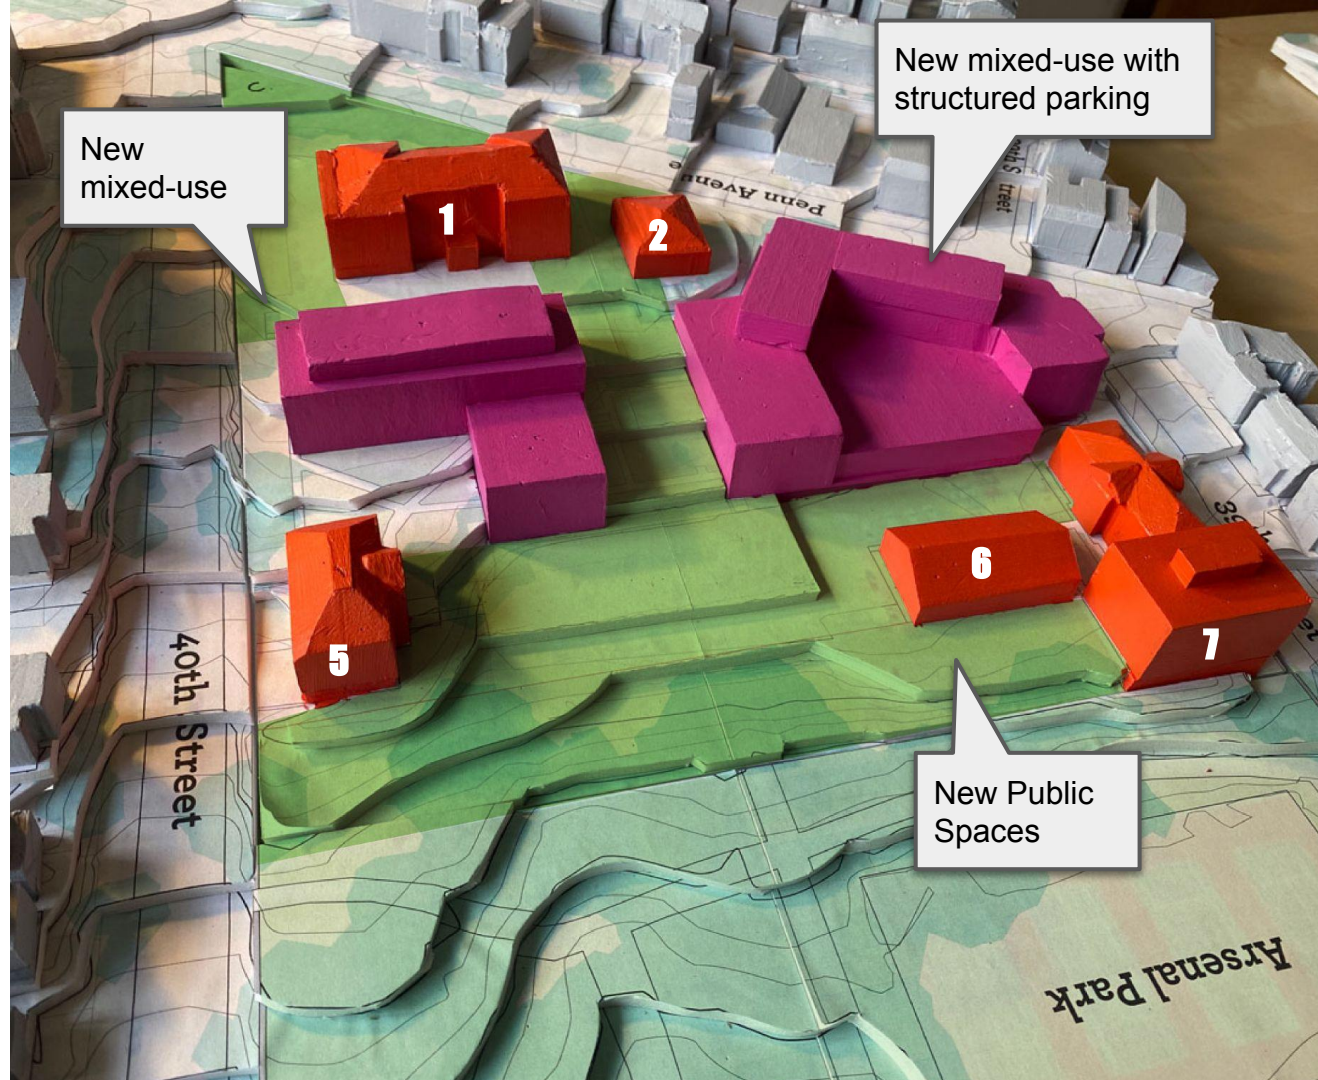 New mixed-use with
structured parking
New
mixed-use
C
Penn Avenue
1
2
6
7
5
40th Street
New Public
Spaces
Arsenal Park